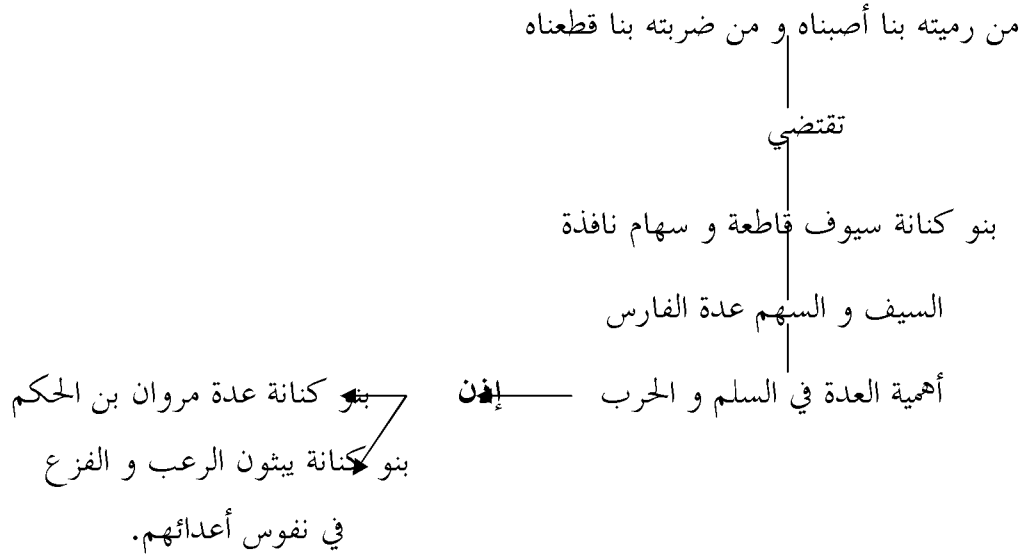 من رميته بنا أصبناه و من ضربته بنا قطعناه
تقتضي
بنو كنانة سيوف قاطعة و سهام نافذة
السيف و السهم عدة الفارس
أهمية العدة في السلم و الحرب
إذن
بنو كنانة عدة مروان بن الحكم
بنو كنانة يبثون الرعب و الفزع
في نفوس أعدائهم.